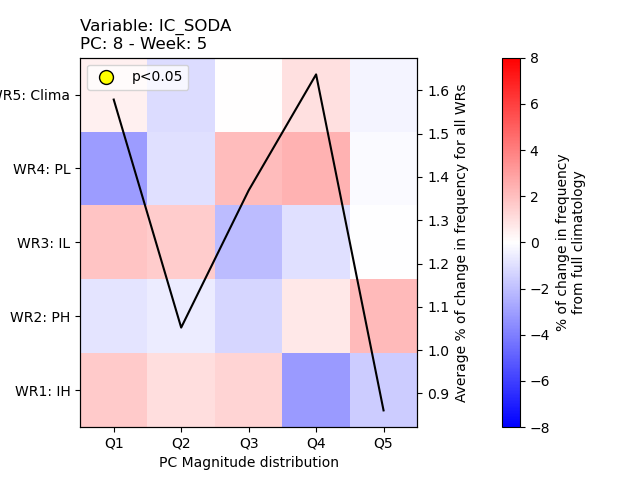 Variable: IC_SODA
PC: 8 - Week: 5
p<0.05
WR5: Clima
WR4: PL
WR3: IL
WR2: PH
WR1: IH
Q1 Q2 Q3 Q4 Q5
PC Magnitude distribution
1.6
1.5
1.4
1.3
1.2
1.1
1.0
0.9
Average % of change in frequency for all WRs
8
6
4
2
0
−2
−4
−6
−8
% of change in frequency
from full climatology